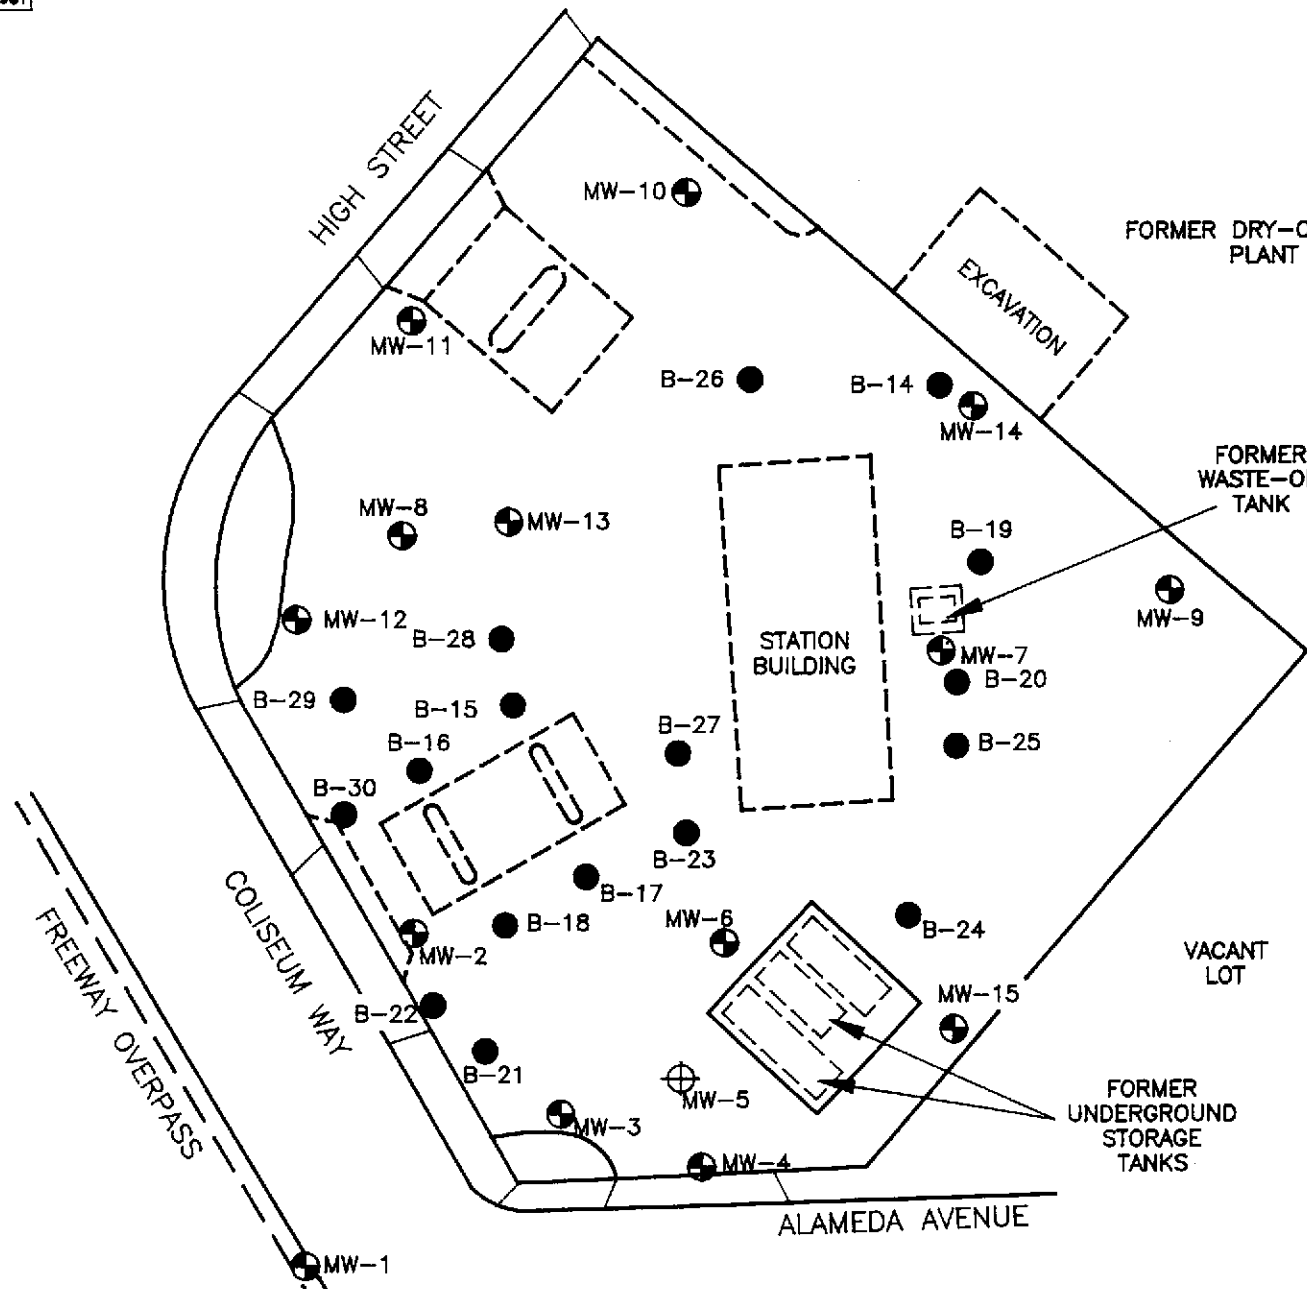 HIGH STREET
MW-10
FORMER DRY-C
PLANT
EXCAVATION
MW-11
B-26
B-14
MW-14
FORMER
WASTE-O
TANK
MW-8
MW-13
B-19
MW-12
B-28
STATION
BUILDING
MW-7
MW-9
B-20
B-29
B-15
B-27
B-25
B-16
B-30
B-23
B-17
COLISEUM WAY
FREEWAY OVERPASS
B-18
MW-6
B-24
MW-2
VACANT
LOT
B-22
MW-15
B-21
MW-5
FORMER
UNDERGROUND
STORAGE
TANKS
MW-3
MW-4
ALAMEDA AVENUE
MW-1